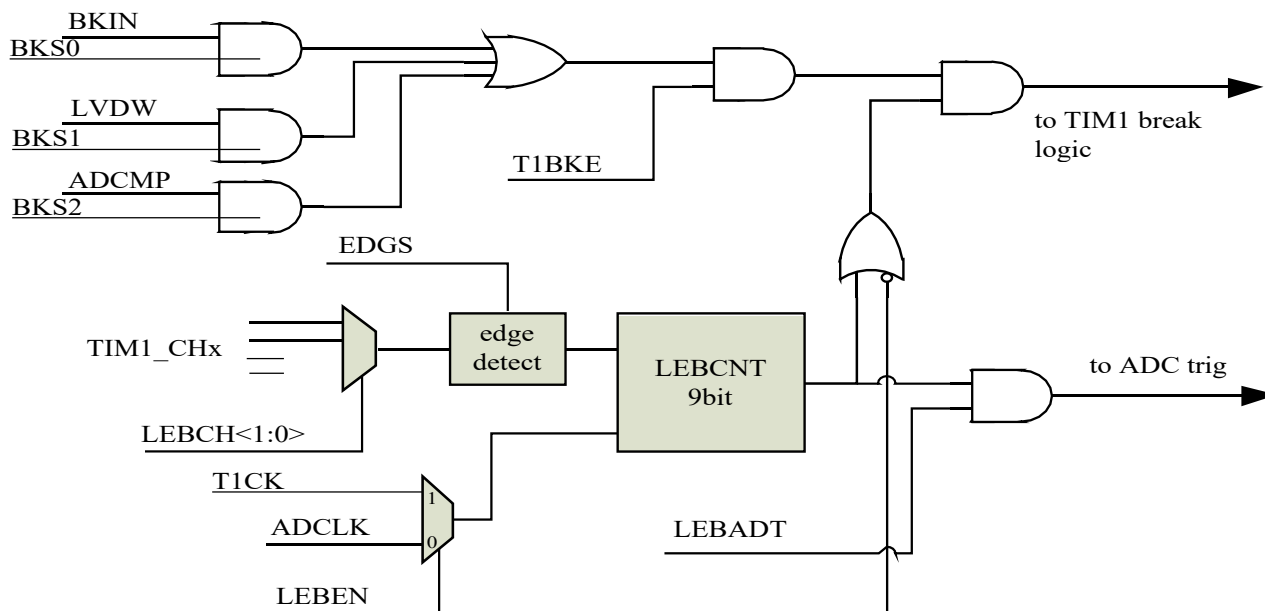 BKIN
BKS0
LVDW
BKS1
ADCMP
BKS2
T1BKE
to TIM1 break
logic
EDGS
TIM1_CHx
edge
detect
LEBCNT
9bit
to ADC trig
LEBCH<1:0>
T1CK
1
ADCLK
0
LEBADT
LEBEN